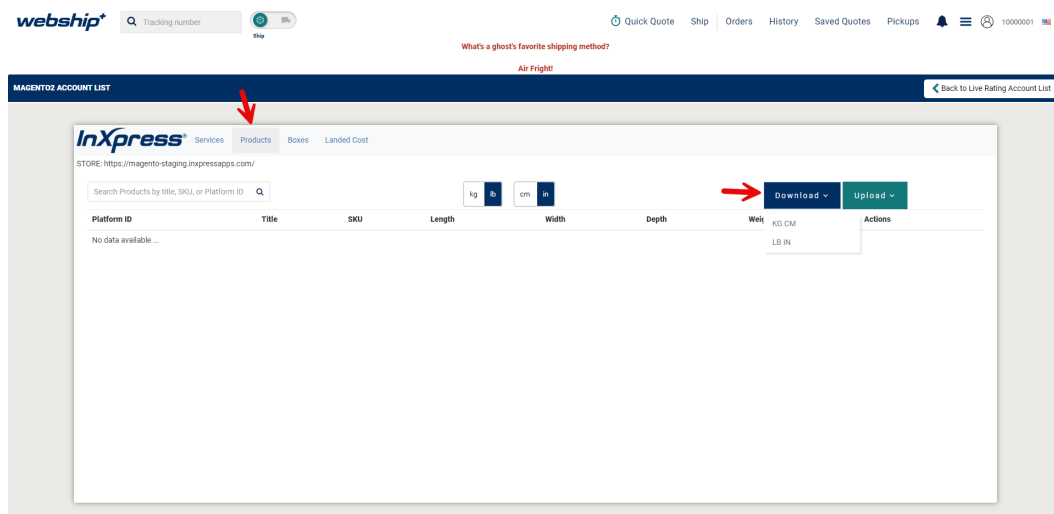 webship+
Tracking number
Ship
Quick Quote Ship Orders History Saved Quotes Pickups 10000001
What's a ghost's favorite shipping method?
Air Fright!
MAGENTO2 ACCOUNT LIST
Back to Live Rating Account List
InXpress® Services Products Boxes Landed Cost
STORE: https://magento-staging.inxpressapps.com/
Search Products by title, SKU, or Platform ID
kg lb cm in
Download Upload
Platform ID Title SKU Length Width Depth Weig Actions
KG CM
No data available ...
LB IN